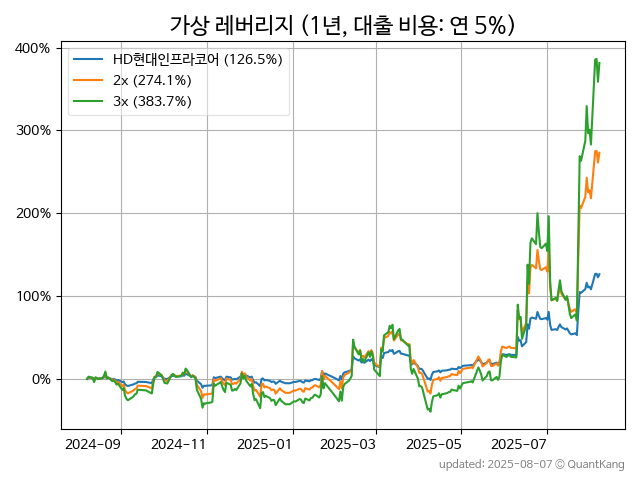 가상 레버리지 (1년, 대출 비용: 연 5%)
400%
300%
200%
100%
0%
HD현대인프라코어 (126.5%)
2x (274.1%)
3x (383.7%)
2024-09
2024-11
2025-01
2025-03
2025-05
2025-07
updated: 2025-08-07 © QuantKang